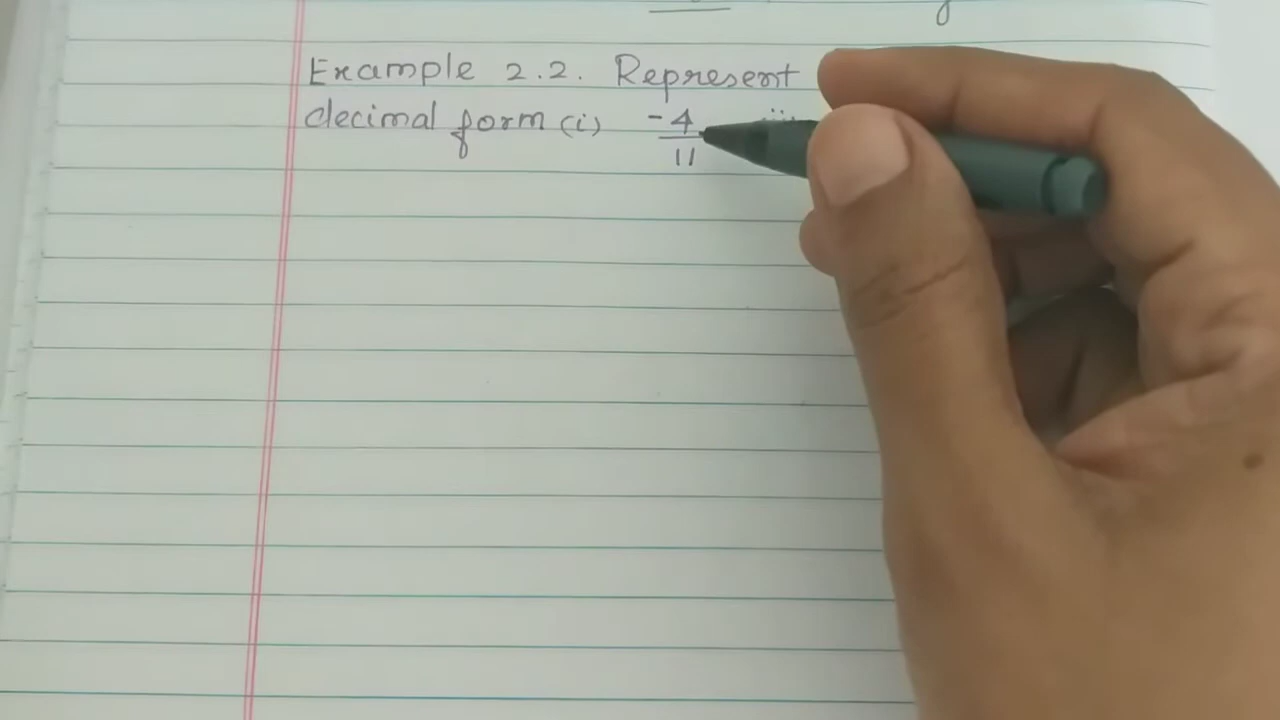 Example 2.2. Represent
decimal form (i) -4
11